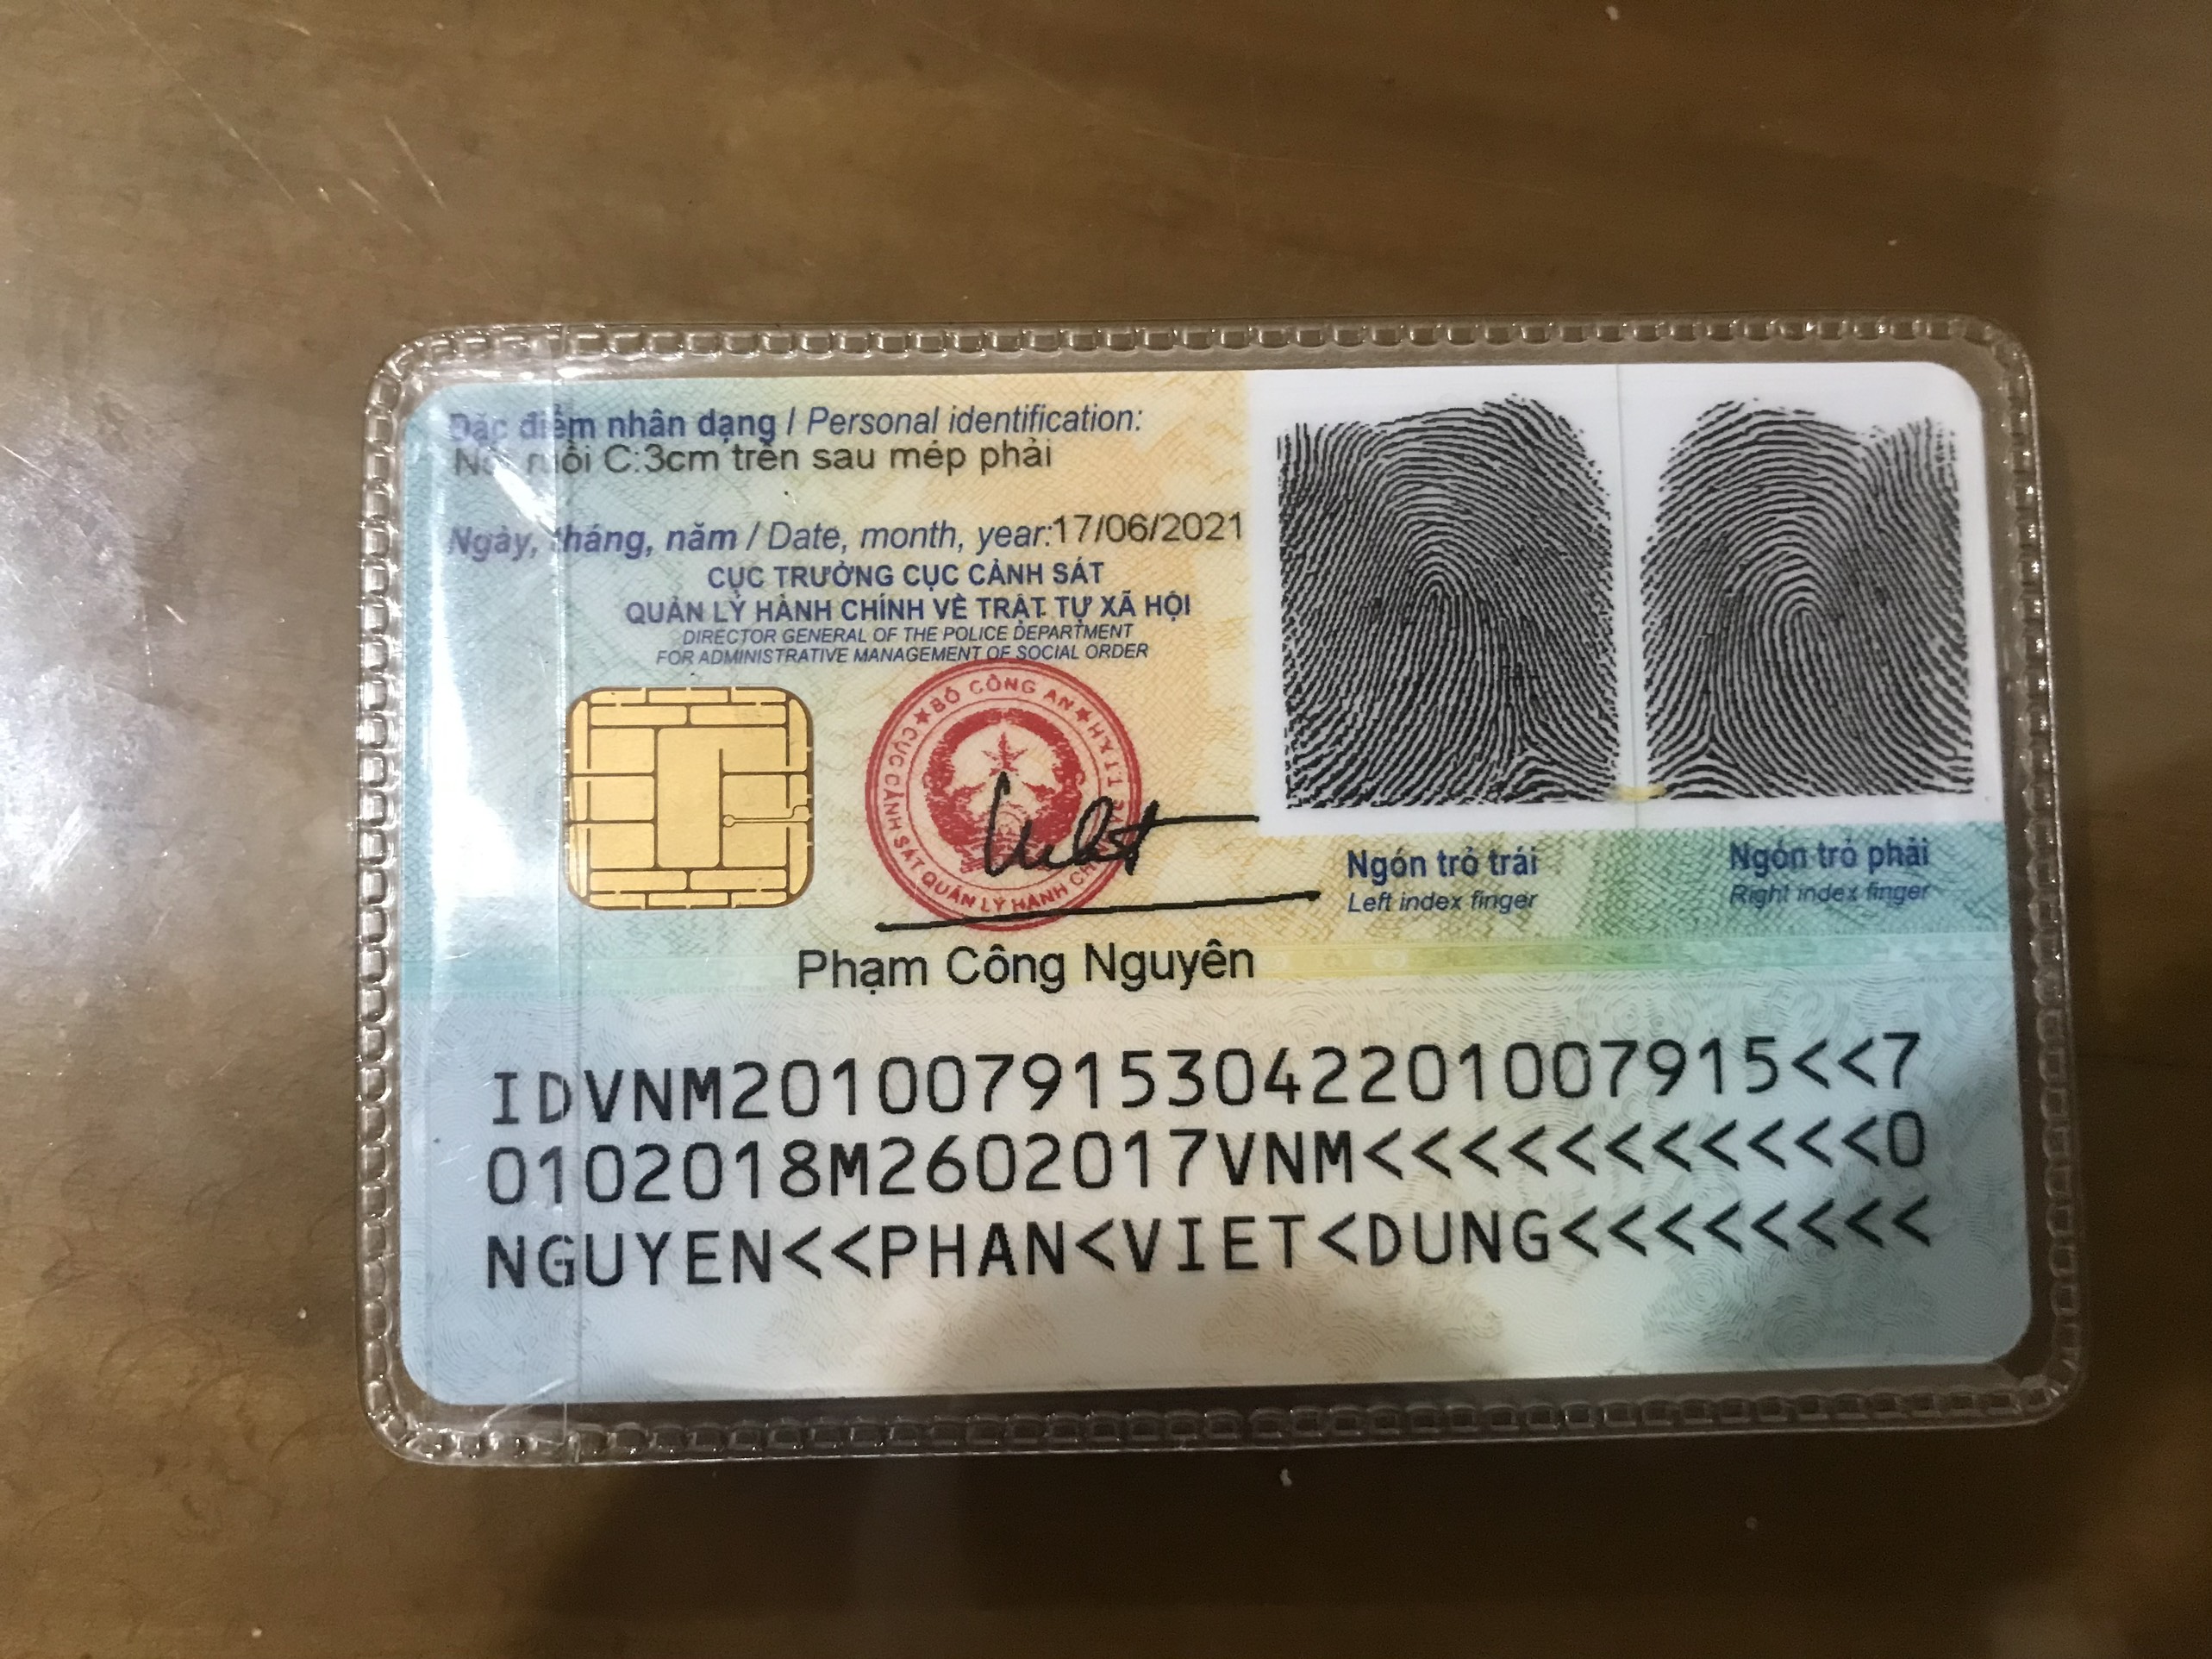 Đặc điểm nhân dạng / Personal identification:
Nốt ruồi C:3cm trên sau mép phải
Ngày, tháng, năm / Date, month, year:17/06/2021
CỤC TRƯỞNG CỤC CẢNH SÁT
QUẢN LÝ HÀNH CHÍNH VỀ TRẬT TỰ XÃ HỘI
DIRECTOR GENERAL OF THE POLICE DEPARTMENT
FOR ADMINISTRATIVE MANAGEMENT OF SOCIAL ORDER
BỘ CÔNG AN
CỤC CẢNH SÁT QUẢN LÝ HÀNH
Phạm Công Nguyên
Ngón trỏ trái
Left index finger
Ngón trỏ phải
Right index finger
IDVNM2010079153042201007915<<7
0102018M2602017VNM<<<<<<<<<<<0
NGUYEN<<PHAN<VIET<DUNG<<<<<<<<